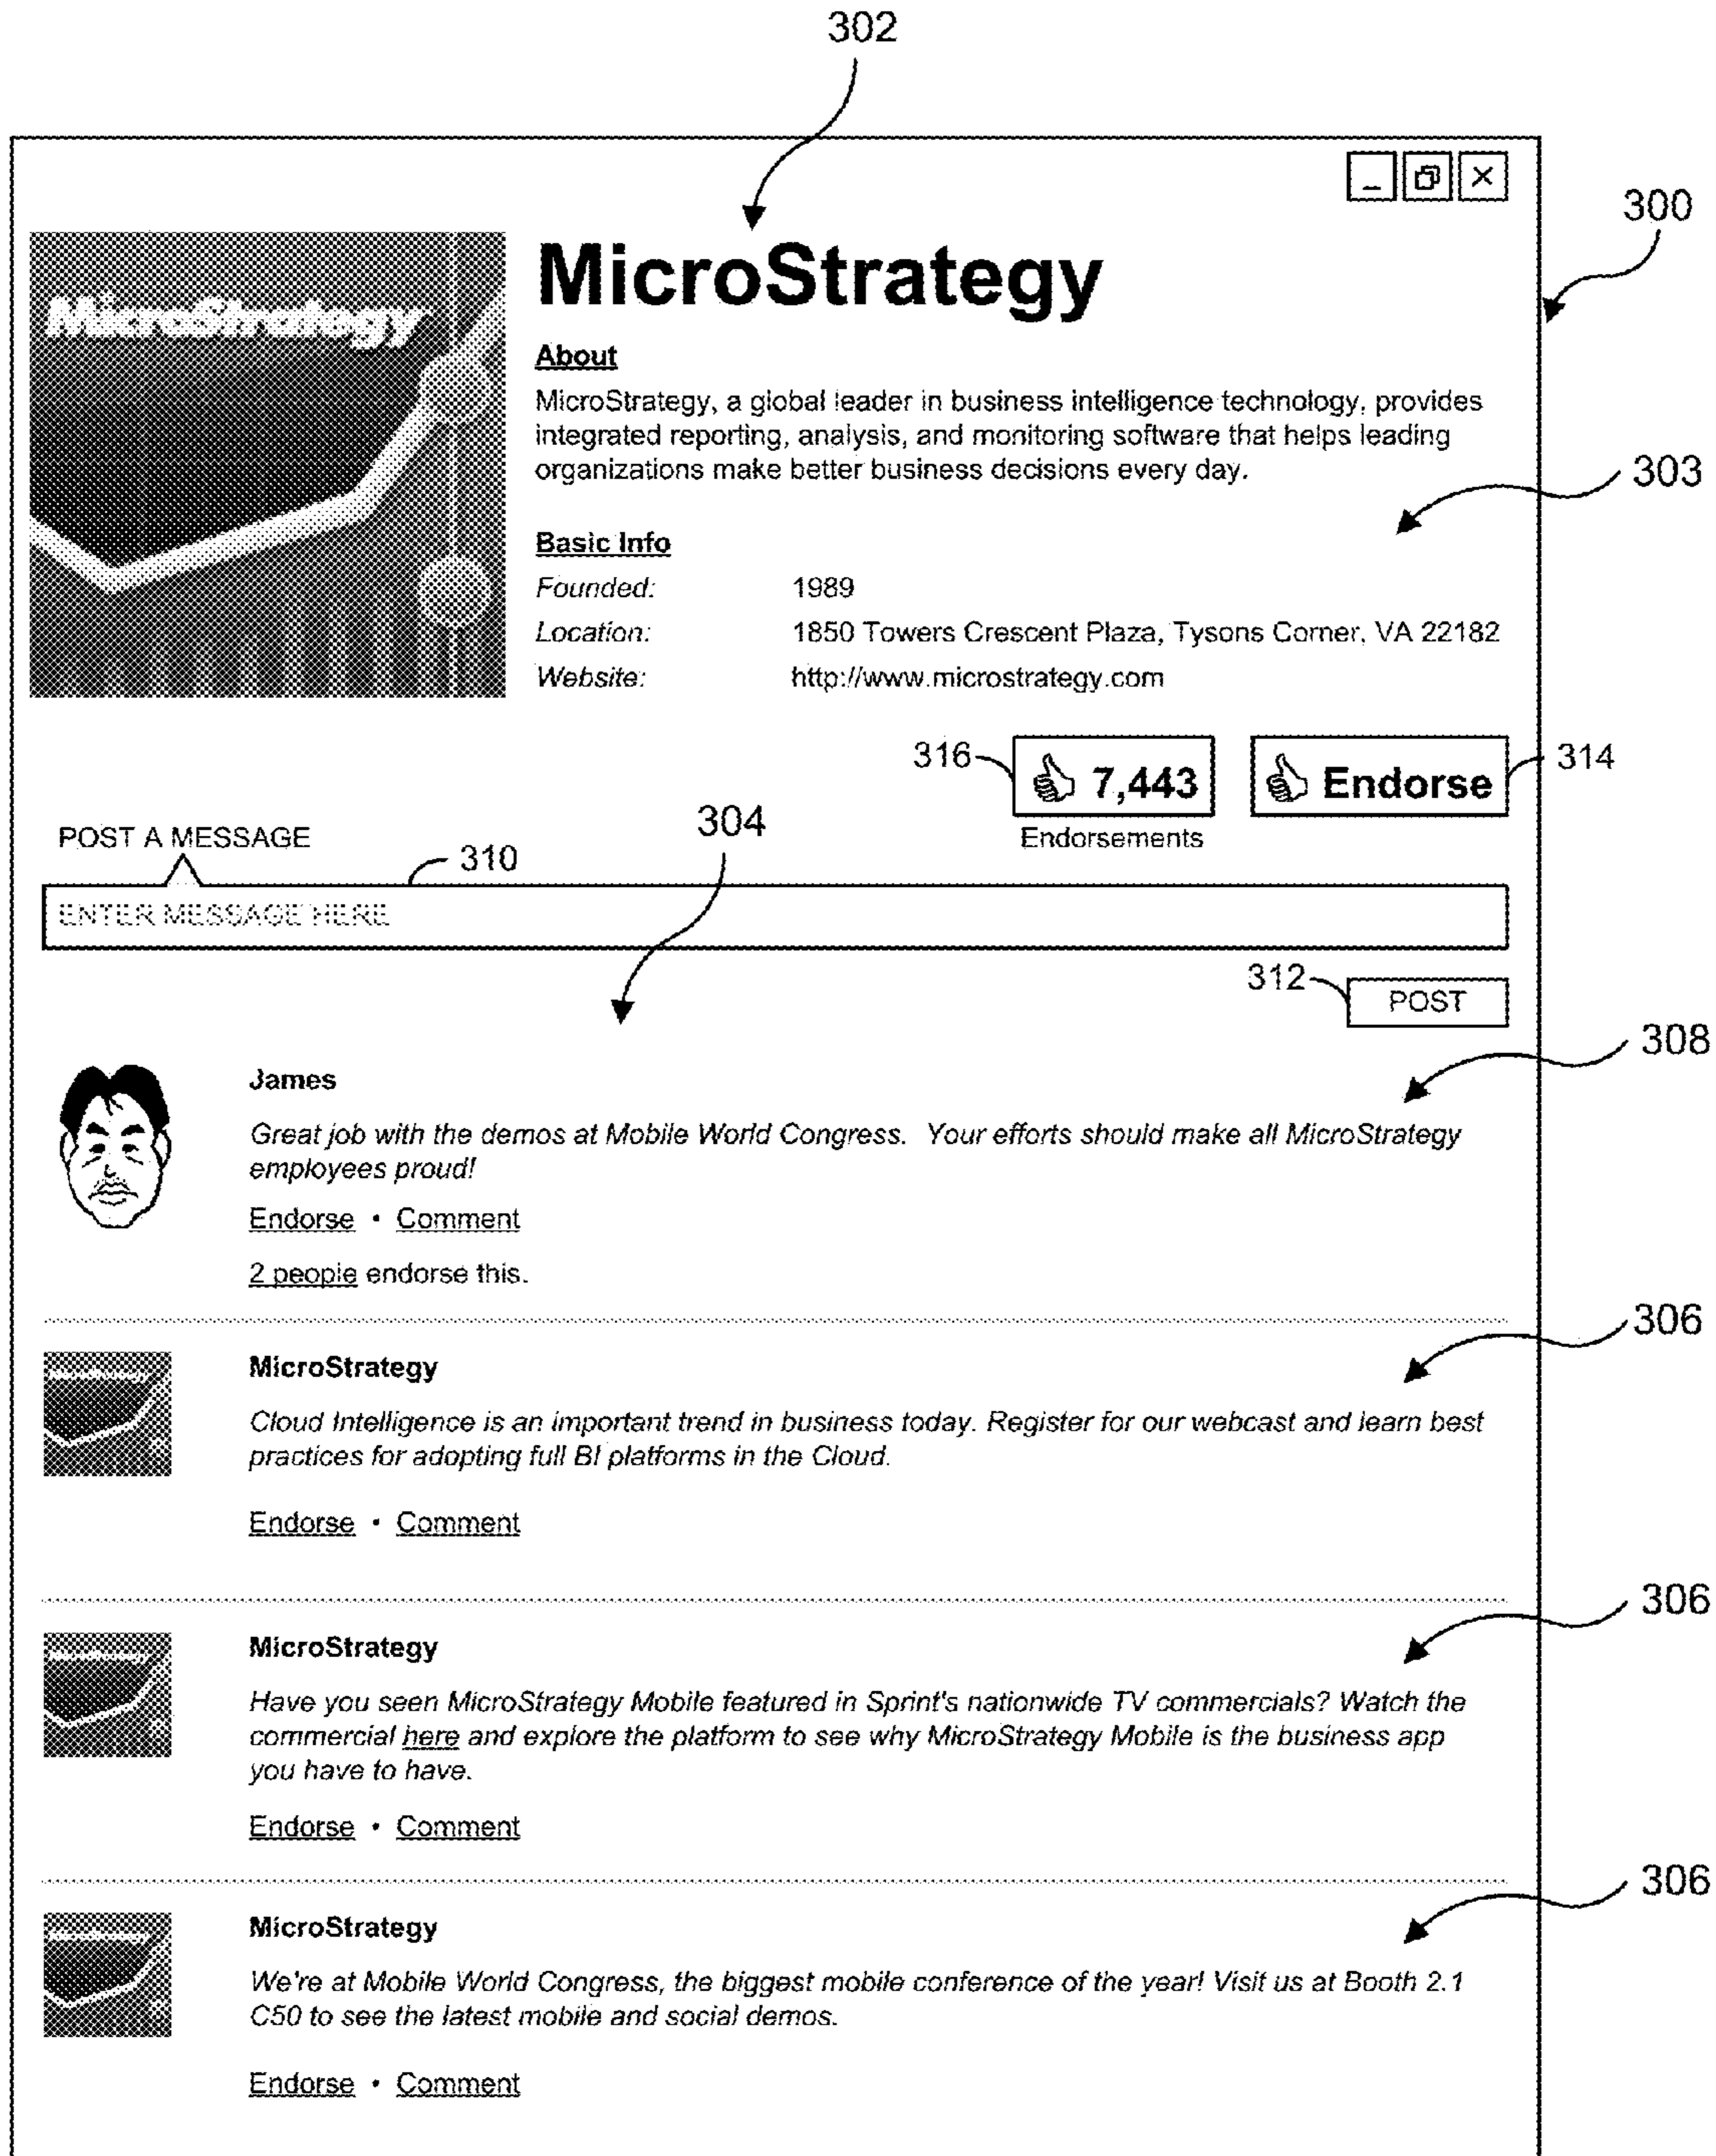 302
300
MicroStrategy
MicroStrategy
About
MicroStrategy, a global leader in business intelligence technology, provides
integrated reporting, analysis, and monitoring software that helps leading
organizations make better business decisions every day.
303
Basic Info
Founded: 1989
Location: 1850 Towers Crescent Plaza, Tysons Corner, VA 22182
Website: http://www.microstrategy.com
316
7,443
Endorse
314
Endorsements
304
POST A MESSAGE
310
ENTER MESSAGE HERE
312
POST
308
James
Great job with the demos at Mobile World Congress. Your efforts should make all MicroStrategy
employees proud!
Endorse • Comment
2 people endorse this.
306
MicroStrategy
MicroStrategy
Cloud Intelligence is an important trend in business today. Register for our webcast and learn best
practices for adopting full BI platforms in the Cloud.
Endorse • Comment
306
MicroStrategy
MicroStrategy
Have you seen MicroStrategy Mobile featured in Sprint's nationwide TV commercials? Watch the
commercial here and explore the platform to see why MicroStrategy Mobile is the business app
you have to have.
Endorse • Comment
306
MicroStrategy
MicroStrategy
We're at Mobile World Congress, the biggest mobile conference of the year! Visit us at Booth 2.1
C50 to see the latest mobile and social demos.
Endorse • Comment